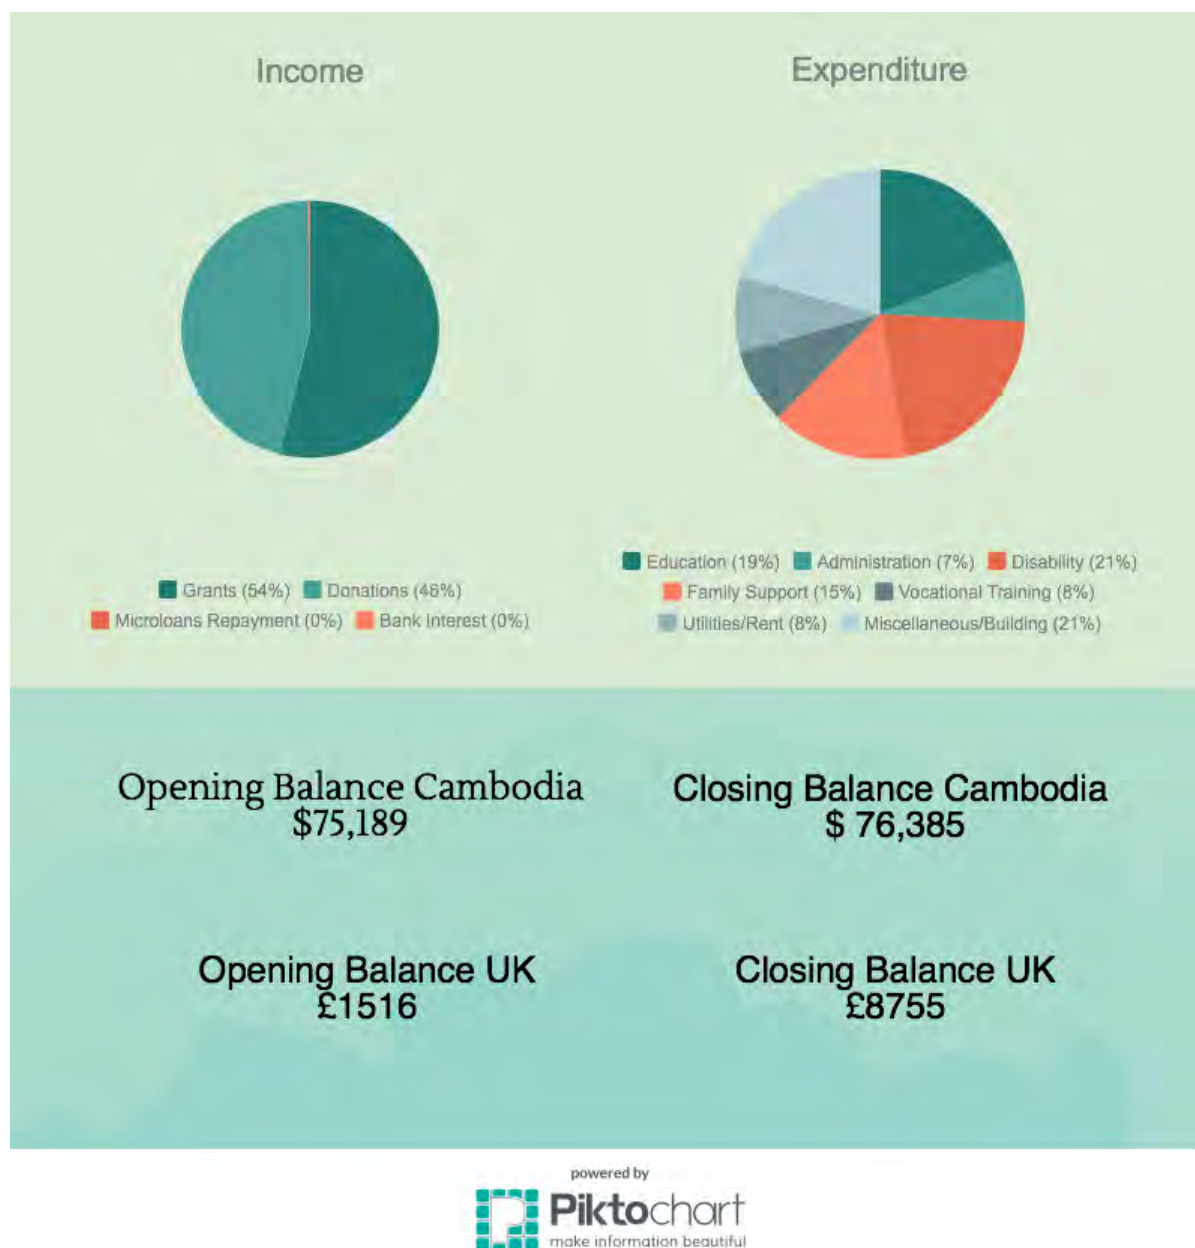 Income
Expenditure
Grants (54%) Donations (46%)
Microloans Repayment (0%) Bank Interest (0%)
Education (19%) Administration (7%) Disability (21%)
Family Support (15%) Vocational Training (8%)
Utilities/Rent (8%) Miscellaneous/Building (21%)
Opening Balance Cambodia
$75,189
Closing Balance Cambodia
$ 76,385
Opening Balance UK
£1516
Closing Balance UK
£8755
powered by
Piktochart
make information beautiful